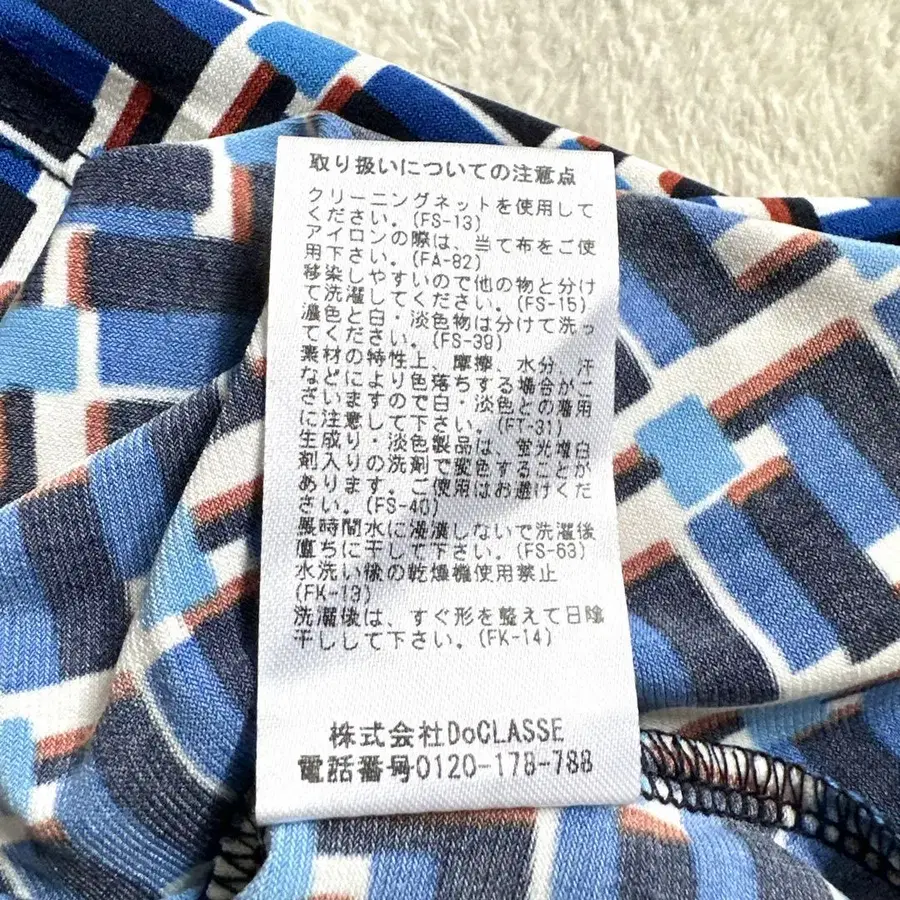 取り扱いについての注意点
クリーニングネットを使用して
ください。(FS-13)
アイロンの際は、当て布をご使
用下さい。(FA-82)
移染しやすいので他の物と分け
て洗濯してください。(FS-15)
濃色と白・淡色物は分けて洗っ
てください。(FS-39)
素材の特性上、摩擦、水分、汗
などにより色落ちする場合がご
ざいますので白・淡色との着用
に注意して下さい。(FT-31)
生成り・淡色製品は、蛍光増白
剤入りの洗剤で変色することが
あります。ご使用はお避けくだ
さい。(FS-40)
長時間水に浸漬しないで洗濯後
直ちに干して下さい。(FS-63)
水洗い後の乾燥機使用禁止
(FK-13)
洗濯後は、すぐ形を整えて日陰
干しして下さい。(FK-14)
株式会社DoCLASSE
電話番号0120-178-788